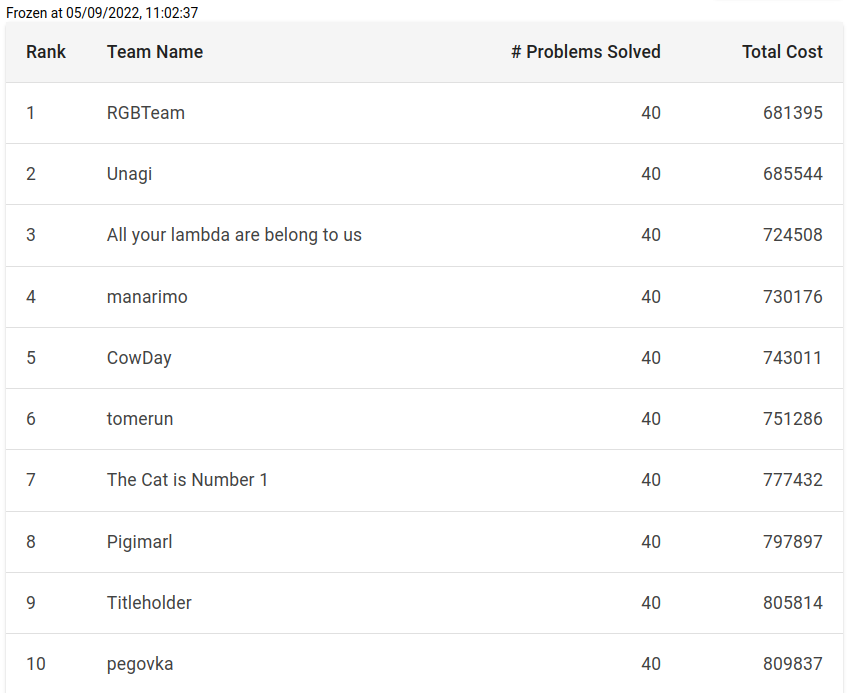 Frozen at 05/09/2022, 11:02:37
Rank Team Name # Problems Solved Total Cost
1 RGBTeam 40 681395
2 Unagi 40 685544
3 All your lambda are belong to us 40 724508
4 manarimo 40 730176
5 CowDay 40 743011
6 tomerun 40 751286
7 The Cat is Number 1 40 777432
8 Pigimarl 40 797897
9 Titleholder 40 805814
10 pegovka 40 809837